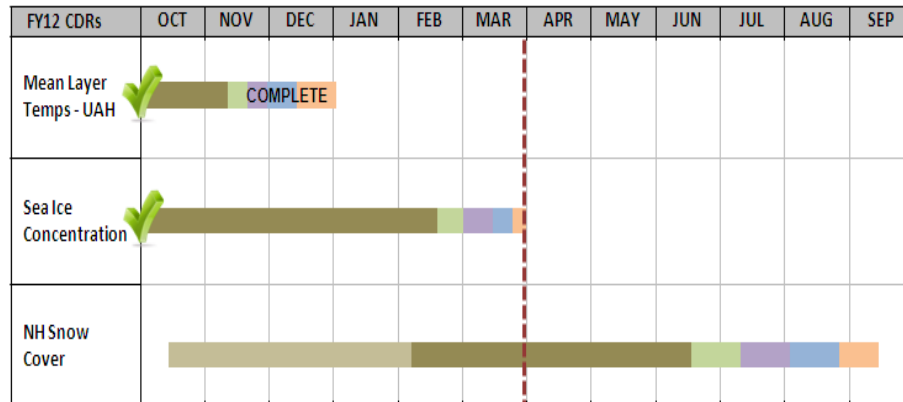 FY12 CDRs OCT NOV DEC JAN FEB MAR APR MAY JUN JUL AUG SEP
Mean Layer
Temps - UAH
COMPLETE
Sea Ice
Concentration
NH Snow
Cover